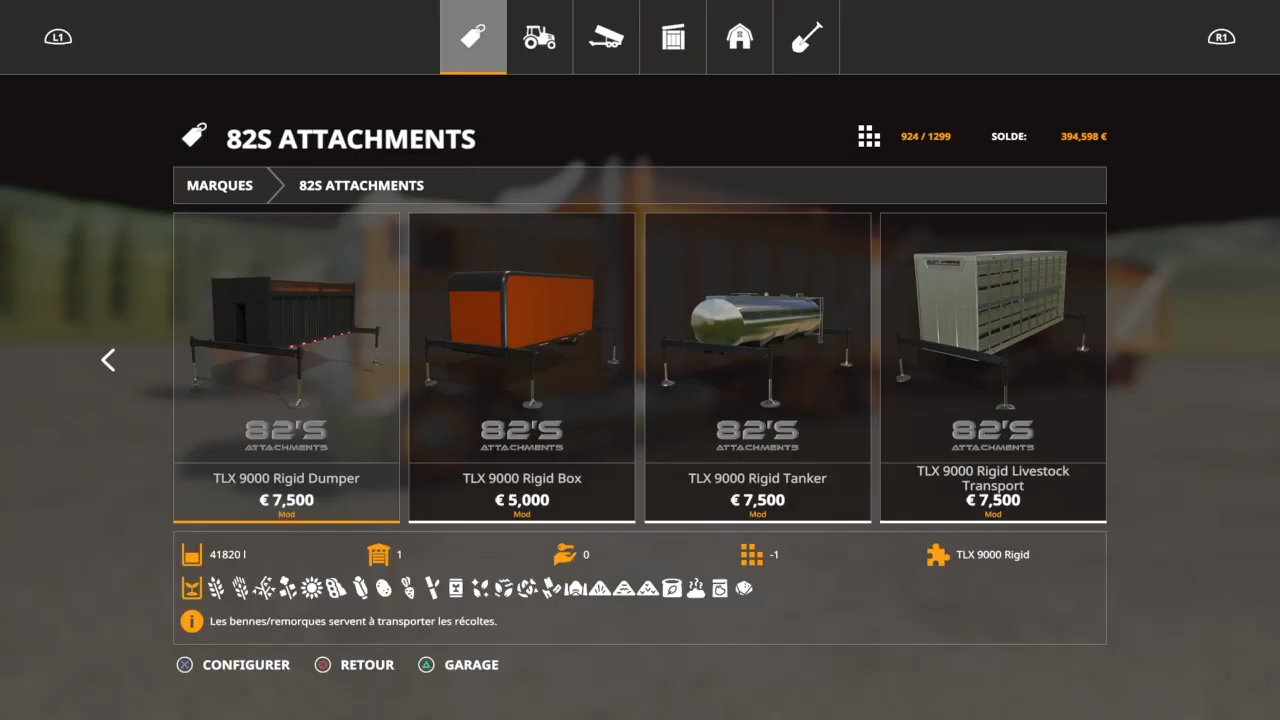 L1
R1
82S ATTACHMENTS
924 / 1299
SOLDE:
394,598 €
MARQUES
82S ATTACHMENTS
82'S
ATTACHMENTS
TLX 9000 Rigid Dumper
€ 7,500
Mod
82'S
ATTACHMENTS
TLX 9000 Rigid Box
€ 5,000
Mod
82'S
ATTACHMENTS
TLX 9000 Rigid Tanker
€ 7,500
Mod
82'S
ATTACHMENTS
TLX 9000 Rigid Livestock
Transport
€ 7,500
Mod
41820 l
1
0
-1
TLX 9000 Rigid
Les bennes/remorques servent à transporter les récoltes.
CONFIGURER
RETOUR
GARAGE